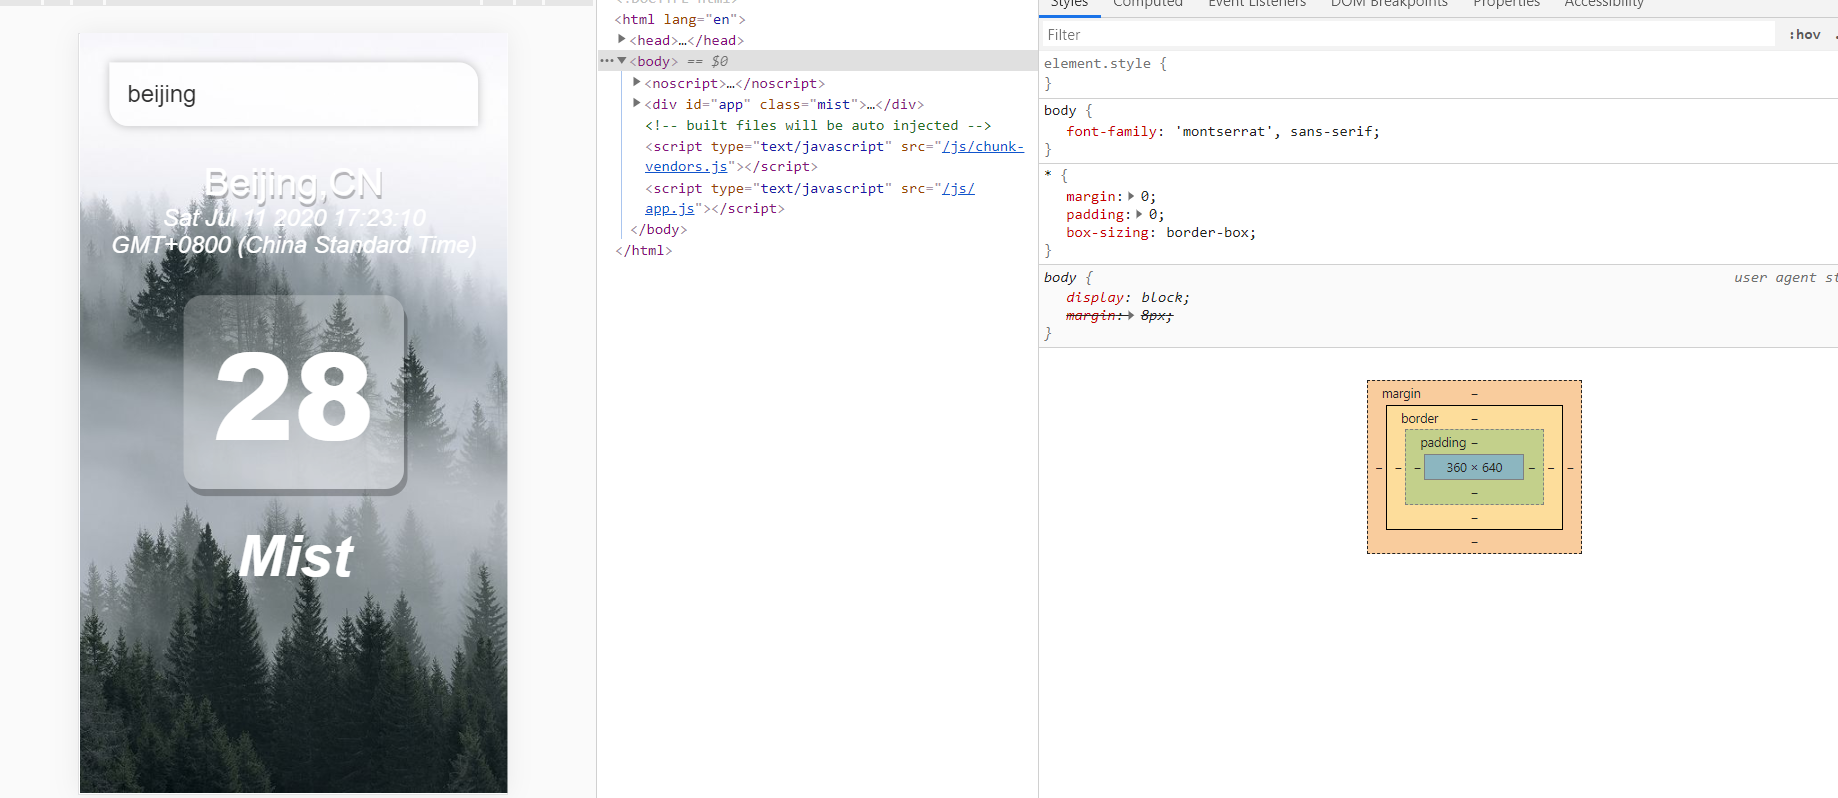 beijing
Beijing,CN
Sat Jul 11 2020 17:23:10
GMT+0800 (China Standard Time)
28
Mist
<!DOCTYPE html>
<html lang="en">
<head>…</head>
<body> == $0
<noscript>…</noscript>
<div id="app" class="mist">…</div>
<!-- built files will be auto injected -->
<script type="text/javascript" src="/js/chunk-
vendors.js"></script>
<script type="text/javascript" src="/js/
app.js"></script>
</body>
</html>
Styles Computed Event Listeners DOM Breakpoints Properties Accessibility
Filter :hov
element.style {
}
body {
font-family: 'montserrat', sans-serif;
}
* {
margin: 0;
padding: 0;
box-sizing: border-box;
}
body { user agent st
display: block;
margin: 8px;
}
margin –
border –
padding –
– – – 360 × 640 – – –
–
–
–